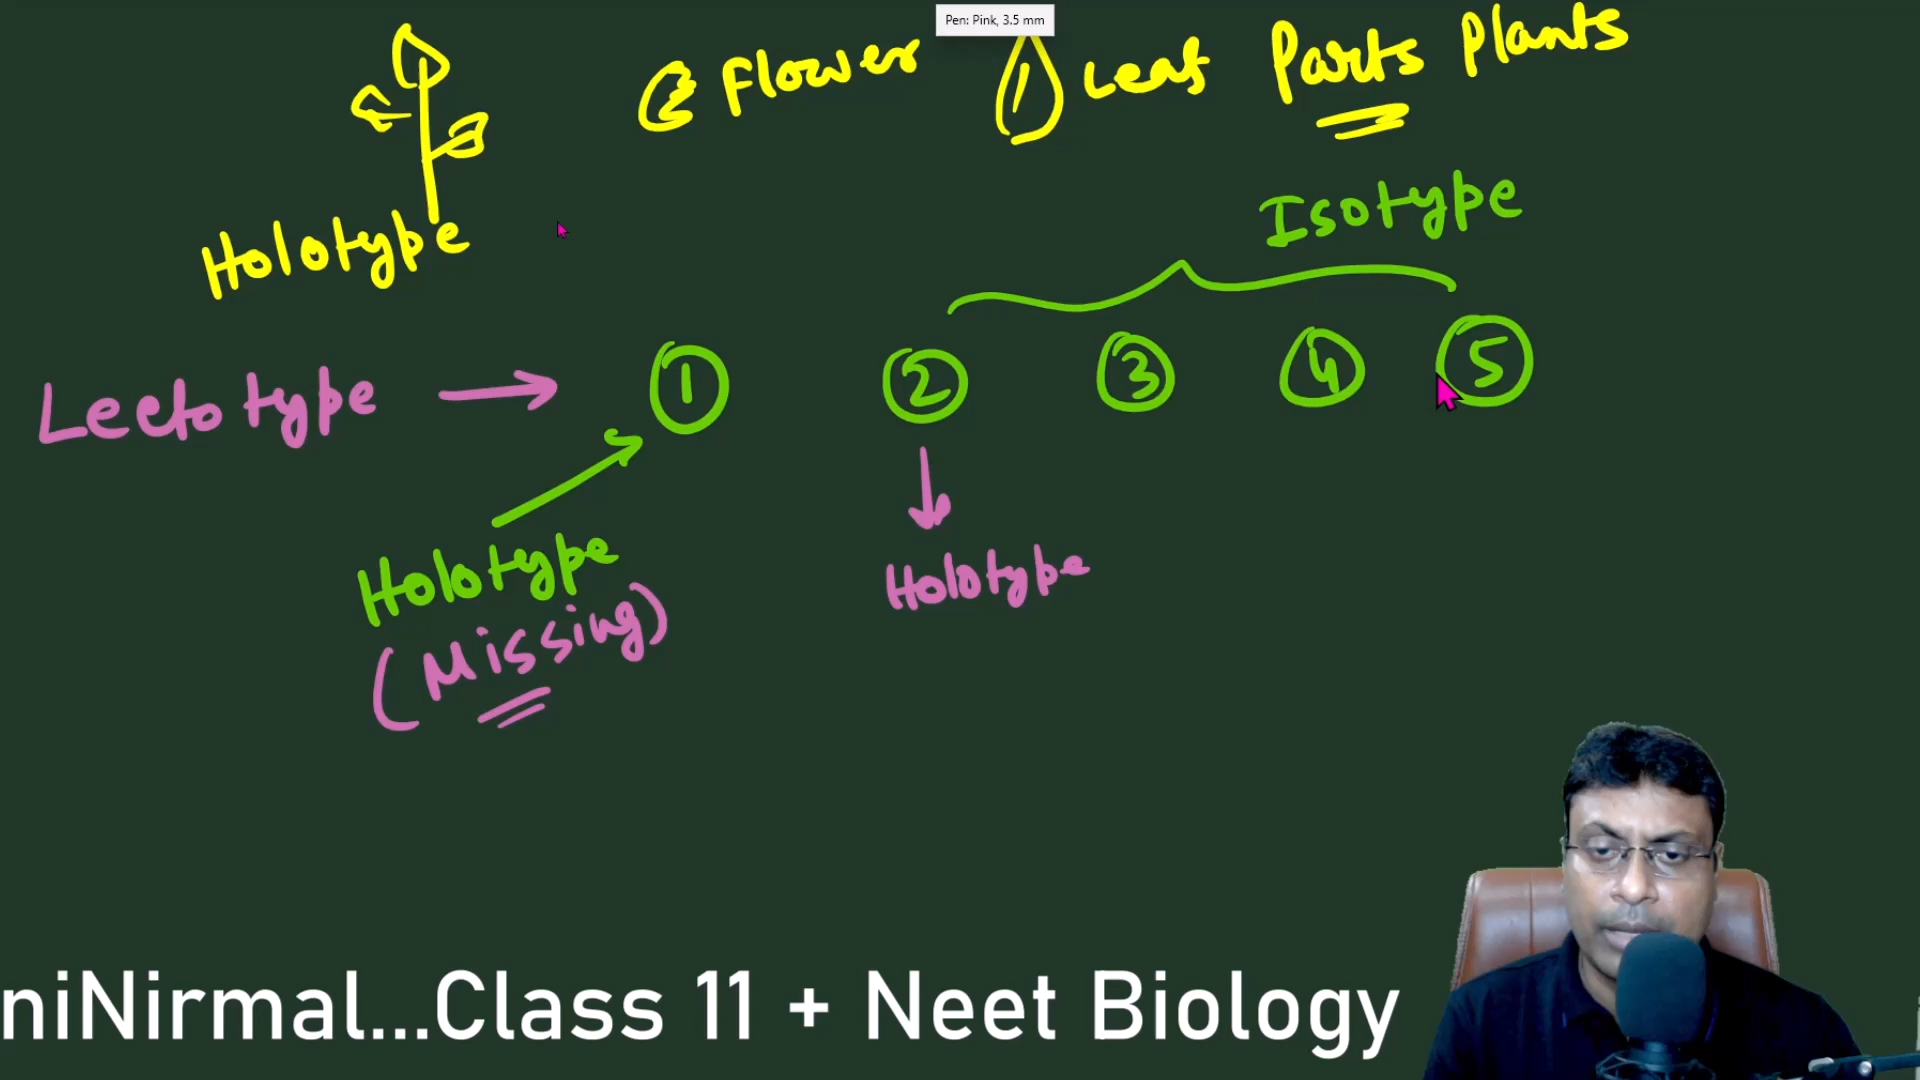 Pen: Pink, 3.5 mm
Flower 1 Leaf Parts Plants
Holotype
Isotype
Lectotype → 1 2 3 4 5
Holotype
(Missing)
Holotype
niNirmal...Class 11 + Neet Biology